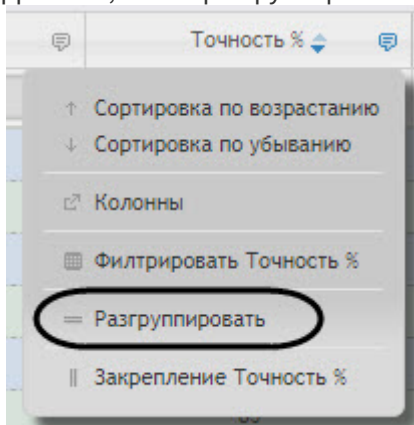 Точность %
Сортировка по возрастанию
Сортировка по убыванию
Колонны
Филтрировать Точность %
Разгруппировать
Закрепление Точность %